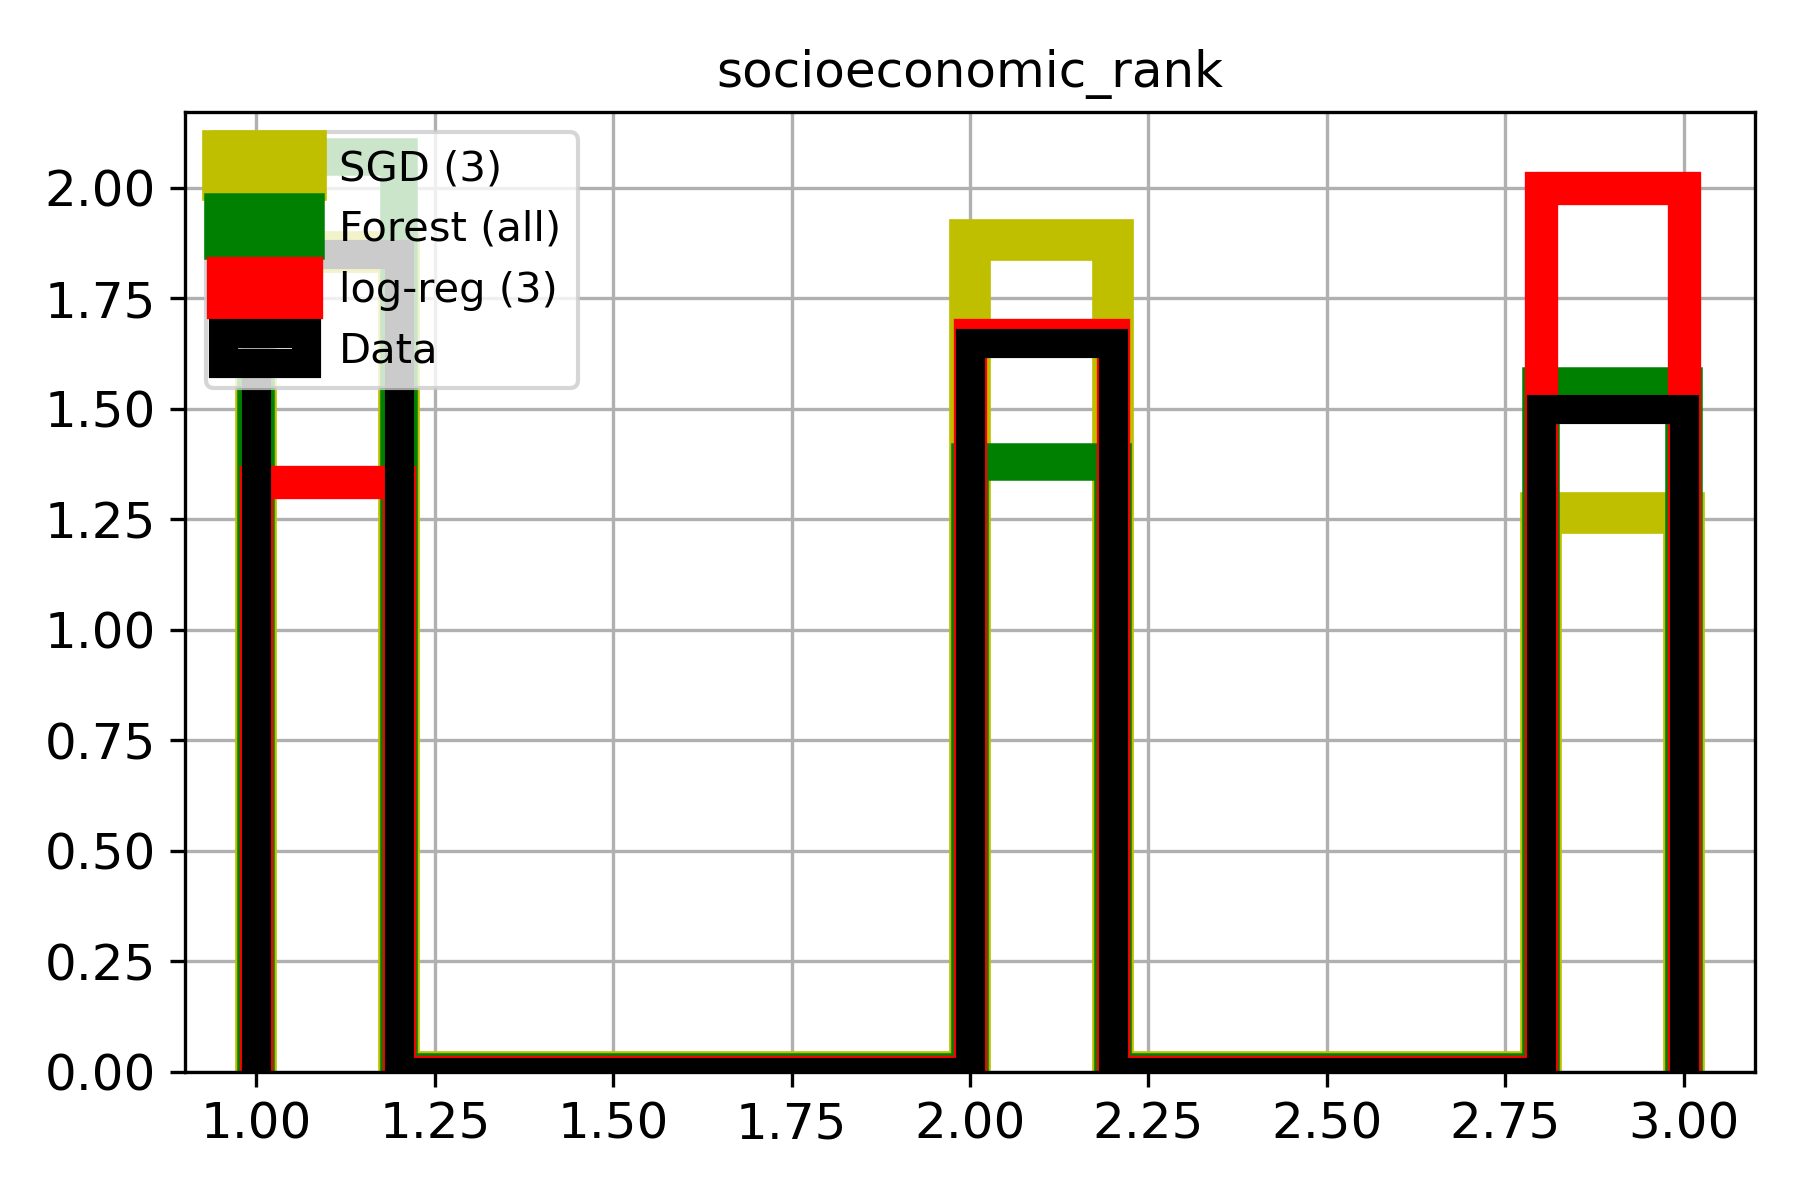 socioeconomic_rank
SGD (3)
Forest (all)
log-reg (3)
Data
2.00
1.75
1.50
1.25
1.00
0.75
0.50
0.25
0.00
1.00 1.25 1.50 1.75 2.00 2.25 2.50 2.75 3.00